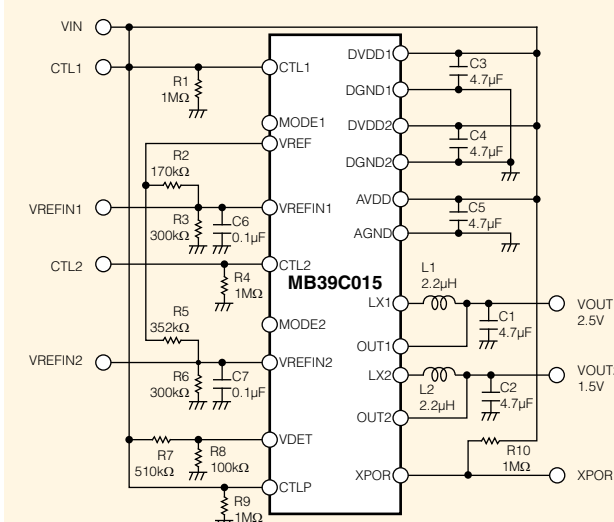 VIN
CTL1
R1
1MΩ
CTL1
MODE1
VREF
R2
170kΩ
VREFIN1
R3
300kΩ
C6
0.1µF
VREFIN1
CTL2
R4
1MΩ
CTL2
MB39C015
MODE2
R5
352kΩ
VREFIN2
R6
300kΩ
C7
0.1µF
VREFIN2
VDET
R7
510kΩ
R8
100kΩ
CTLP
R9
1MΩ
DVDD1
C3
4.7µF
DGND1
DVDD2
C4
4.7µF
DGND2
AVDD
C5
4.7µF
AGND
L1
2.2µH
LX1
C1
4.7µF
VOUT
2.5V
OUT1
LX2
L2
2.2µH
C2
4.7µF
VOUT
1.5V
OUT2
R10
1MΩ
XPOR
XPOR